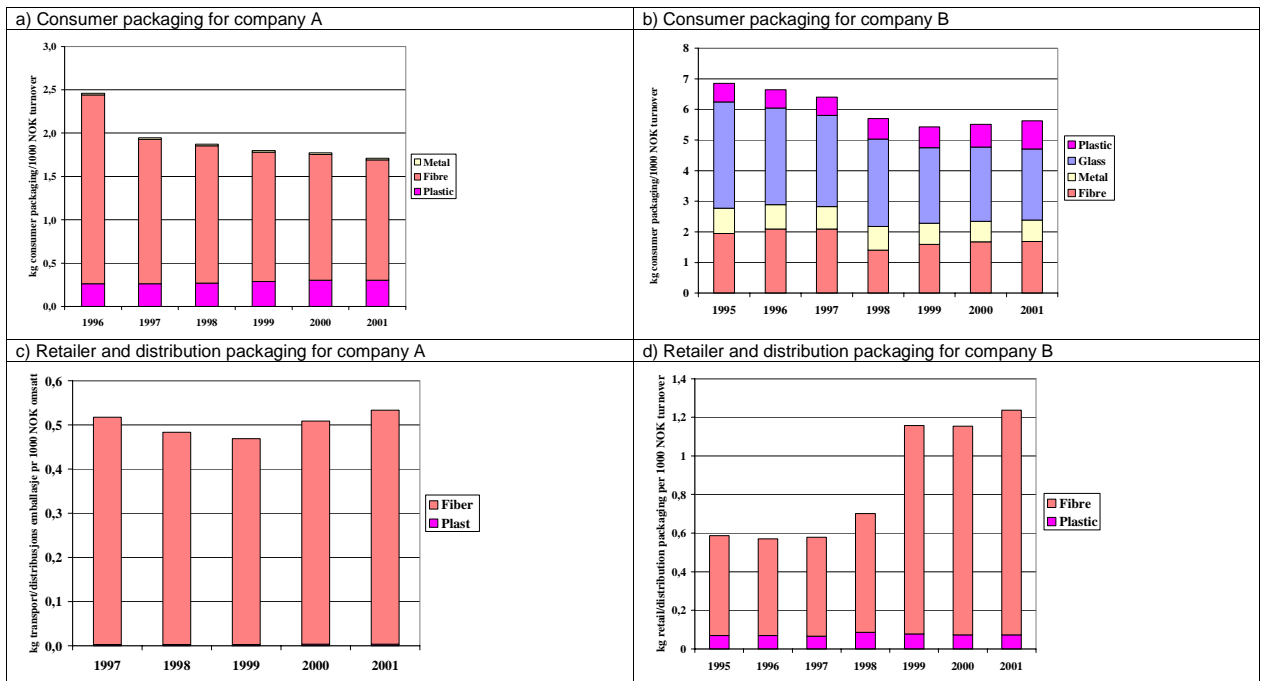 a) Consumer packaging for company A
kg consumer packaging/1000 NOK turnover
3,0
2,5
2,0
1,5
1,0
0,5
0,0
1996 1997 1998 1999 2000 2001
Metal
Fibre
Plastic
b) Consumer packaging for company B
kg consumer packaging/1000 NOK turnover
8
7
6
5
4
3
2
1
0
1995 1996 1997 1998 1999 2000 2001
Plastic
Glass
Metal
Fibre
c) Retailer and distribution packaging for company A
kg transport/distribusjons emballasje pr 1000 NOK omsatt
0,6
0,5
0,4
0,3
0,2
0,1
0,0
1997 1998 1999 2000 2001
Fiber
Plast
d) Retailer and distribution packaging for company B
kg retail/distribution packaging per 1000 NOK turnover
1,4
1,2
1
0,8
0,6
0,4
0,2
0
1995 1996 1997 1998 1999 2000 2001
Fibre
Plastic